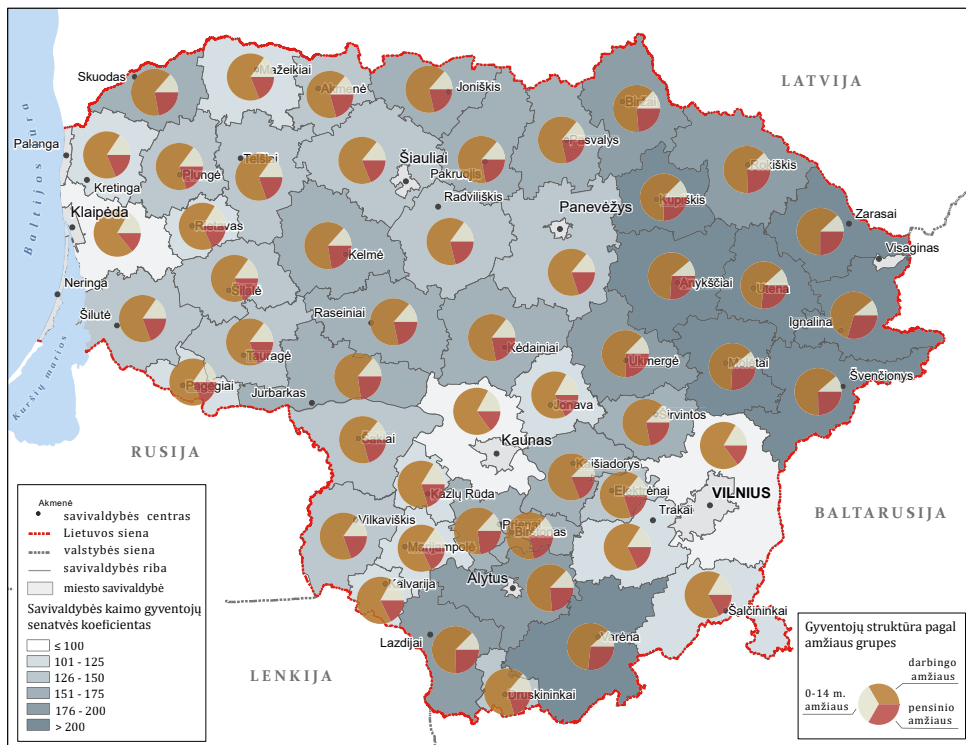 LATVIJA
Skuodas
Mažeikiai
Akmenė
Joniškis
Biržai
Pasvalys
Palanga
Kretinga
Plungė
Telšiai
Šiauliai
Pakruojis
Rokiškis
Radviliškis
Kupiškis
Panevėžys
Zarasai
Klaipėda
Rietavas
Kelmė
Visaginas
Baltijos jūra
Neringa
Šilalė
Anykščiai
Utena
Šilutė
Raseiniai
Ignalina
Kuršių marios
Tauragė
Kėdainiai
Ukmergė
Molėtai
Švenčionys
Pagėgiai
Jurbarkas
Jonava
Širvintos
RUSIJA
Šakiai
Kaunas
Kaišiadorys
Kazlų Rūda
Elektrėnai
VILNIUS
BALTARUSIJA
Vilkaviškis
Prienai
Birštonas
Trakai
Marijampolė
Kalvarija
Alytus
Šalčininkai
Lazdijai
Varėna
LENKIJA
Druskininkai
Akmenė
savivaldybės centras
Lietuvos siena
valstybės siena
savivaldybės riba
miesto savivaldybė
Savivaldybės kaimo gyventojų
senatvės koeficientas
≤ 100
101 - 125
126 - 150
151 - 175
176 - 200
> 200
Gyventojų struktūra pagal
amžiaus grupes
darbingo
amžiaus
0-14 m.
amžiaus
pensinio
amžiaus